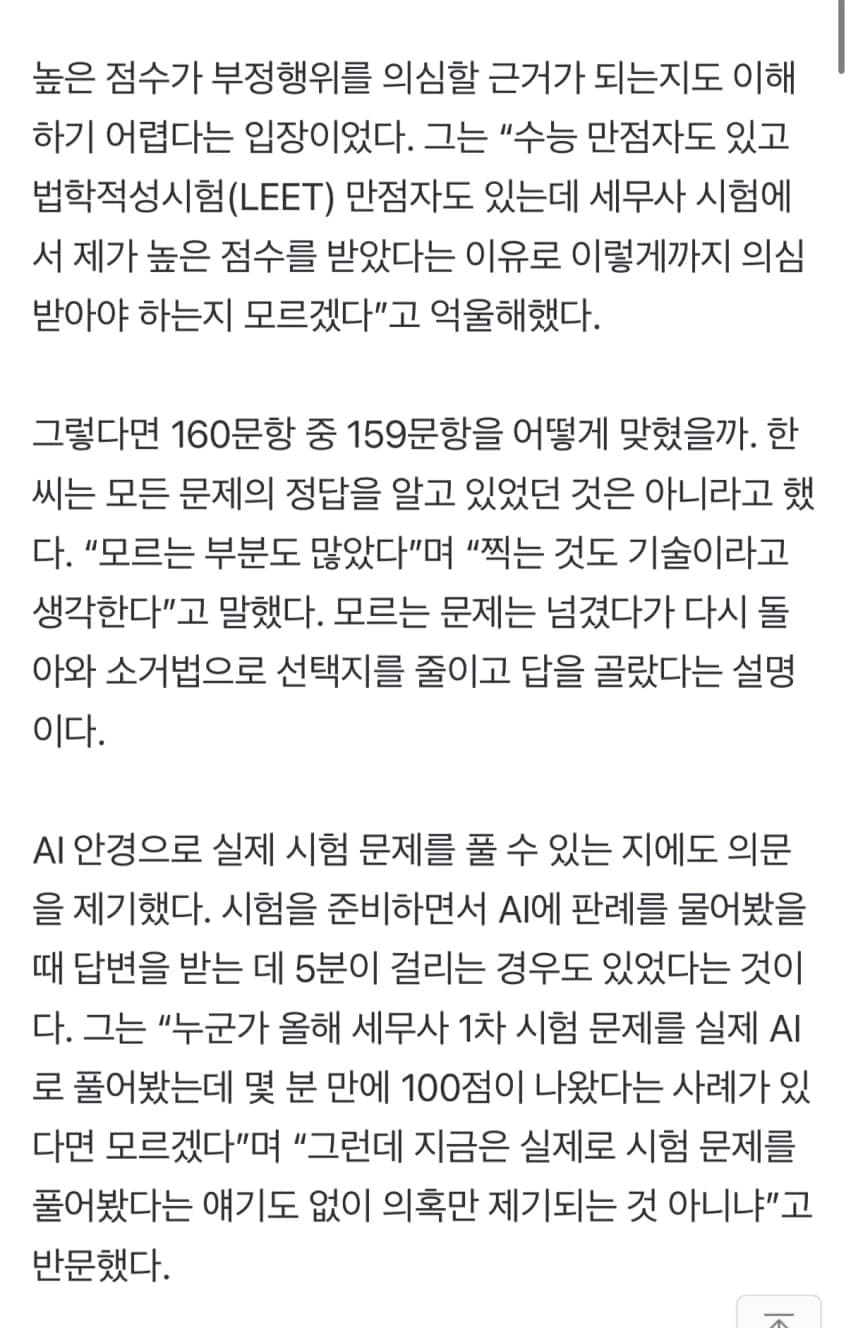 높은 점수가 부정행위를 의심할 근거가 되는지도 이해
하기 어렵다는 입장이었다. 그는 “수능 만점자도 있고
법학적성시험(LEET) 만점자도 있는데 세무사 시험에
서 제가 높은 점수를 받았다는 이유로 이렇게까지 의심
받아야 하는지 모르겠다”고 억울해했다.
그렇다면 160문항 중 159문항을 어떻게 맞혔을까. 한
씨는 모든 문제의 정답을 알고 있었던 것은 아니라고 했
다. “모르는 부분도 많았다”며 “찍는 것도 기술이라고
생각한다”고 말했다. 모르는 문제는 넘겼다가 다시 돌
아와 소거법으로 선택지를 줄이고 답을 골랐다는 설명
이다.
AI 안경으로 실제 시험 문제를 풀 수 있는 지에도 의문
을 제기했다. 시험을 준비하면서 AI에 판례를 물어봤을
때 답변을 받는 데 5분이 걸리는 경우도 있었다는 것이
다. 그는 “누군가 올해 세무사 1차 시험 문제를 실제 AI
로 풀어봤는데 몇 분 만에 100점이 나왔다는 사례가 있
다면 모르겠다”며 “그런데 지금은 실제로 시험 문제를
풀어봤다는 얘기도 없이 의혹만 제기되는 것 아니냐”고
반문했다.